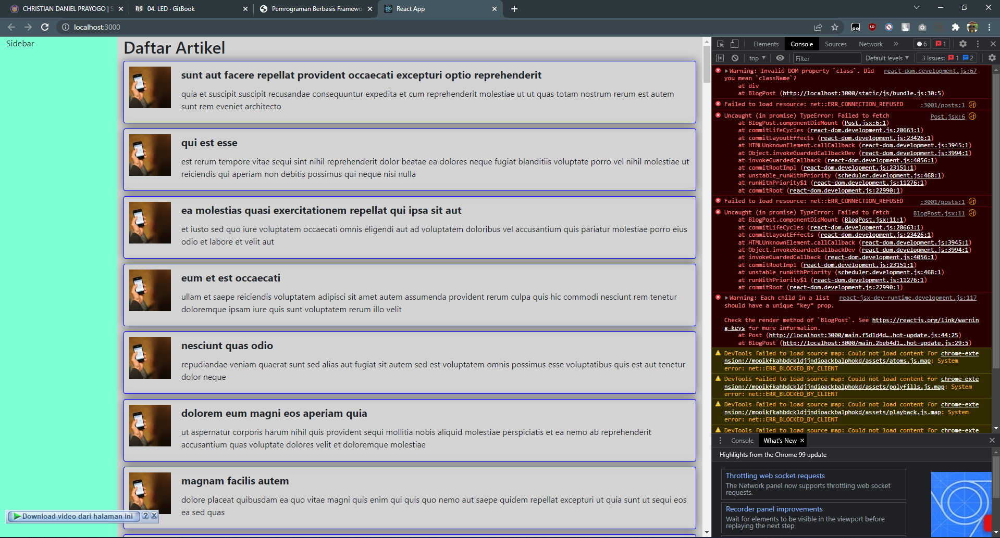 CHRISTIAN DANIEL PRAYOGO | S
04. LED · GitBook
Pemrograman Berbasis Framewo
React App
localhost:3000
Sidebar
Daftar Artikel
sunt aut facere repellat provident occaecati excepturi optio reprehenderit
quia et suscipit suscipit recusandae consequuntur expedita et cum reprehenderit molestiae ut ut quas totam nostrum rerum est autem
sunt rem eveniet architecto
qui est esse
est rerum tempore vitae sequi sint nihil reprehenderit dolor beatae ea dolores neque fugiat blanditiis voluptate porro vel nihil molestiae ut
reiciendis qui aperiam non debitis possimus qui neque nisi nulla
ea molestias quasi exercitationem repellat qui ipsa sit aut
et iusto sed quo iure voluptatem occaecati omnis eligendi aut ad voluptatem doloribus vel accusantium quis pariatur molestiae porro eius
odio et labore et velit aut
eum et est occaecati
ullam et saepe reiciendis voluptatem adipisci sit amet autem assumenda provident rerum culpa quis hic commodi nesciunt rem tenetur
doloremque ipsam iure quis sunt voluptatem rerum illo velit
nesciunt quas odio
repudiandae veniam quaerat sunt sed alias aut fugiat sit autem sed est voluptatem omnis possimus esse voluptatibus quis est aut tenetur
dolor neque
dolorem eum magni eos aperiam quia
ut aspernatur corporis harum nihil quis provident sequi mollitia nobis aliquid molestiae perspiciatis et ea nemo ab reprehenderit
accusantium quas voluptate dolores velit et doloremque molestiae
magnam facilis autem
dolore placeat quibusdam ea quo vitae magni quis enim qui quis quo nemo aut saepe quidem repellat excepturi ut quia sunt ut sequi eos
ea sed quas
Download video dari halaman ini ? X
Elements Console Sources Network » 6 1
top Filter Default levels 3 Issues: 1 2
Warning: Invalid DOM property `class`. Did react-dom.development.js:67
you mean `className`?
at div
at BlogPost (http://localhost:3000/static/js/bundle.js:30:5)
Failed to load resource: net::ERR_CONNECTION_REFUSED :3001/posts:1
Uncaught (in promise) TypeError: Failed to fetch Post.jsx:6
at BlogPost.componentDidMount (Post.jsx:6:1)
at commitLifeCycles (react-dom.development.js:20663:1)
at commitLayoutEffects (react-dom.development.js:23426:1)
at HTMLUnknownElement.callCallback (react-dom.development.js:3945:1)
at Object.invokeGuardedCallbackDev (react-dom.development.js:3994:1)
at invokeGuardedCallback (react-dom.development.js:4056:1)
at commitRootImpl (react-dom.development.js:23151:1)
at unstable_runWithPriority (scheduler.development.js:468:1)
at runWithPriority$1 (react-dom.development.js:11276:1)
at commitRoot (react-dom.development.js:22990:1)
Failed to load resource: net::ERR_CONNECTION_REFUSED :3001/posts:1
Uncaught (in promise) TypeError: Failed to fetch BlogPost.jsx:11
at BlogPost.componentDidMount (BlogPost.jsx:11:1)
at commitLifeCycles (react-dom.development.js:20663:1)
at commitLayoutEffects (react-dom.development.js:23426:1)
at HTMLUnknownElement.callCallback (react-dom.development.js:3945:1)
at Object.invokeGuardedCallbackDev (react-dom.development.js:3994:1)
at invokeGuardedCallback (react-dom.development.js:4056:1)
at commitRootImpl (react-dom.development.js:23151:1)
at unstable_runWithPriority (scheduler.development.js:468:1)
at runWithPriority$1 (react-dom.development.js:11276:1)
at commitRoot (react-dom.development.js:22990:1)
Warning: Each child in a list react-jsx-dev-runtime.development.js:117
should have a unique "key" prop.
Check the render method of `BlogPost`. See https://reactjs.org/link/warnin
g-keys for more information.
at Post (http://localhost:3000/main.f5d1d4d….hot-update.js:44:25)
at BlogPost (http://localhost:3000/main.2beb4d1….hot-update.js:29:5)
DevTools failed to load source map: Could not load content for chrome-exte
nsion://mooikfkahbdckldjjndioackbalphokd/assets/atoms.js.map: System
error: net::ERR_BLOCKED_BY_CLIENT
DevTools failed to load source map: Could not load content for chrome-exte
nsion://mooikfkahbdckldjjndioackbalphokd/assets/polyfills.js.map: System
error: net::ERR_BLOCKED_BY_CLIENT
DevTools failed to load source map: Could not load content for chrome-exte
nsion://mooikfkahbdckldjjndioackbalphokd/assets/playback.js.map: System
error: net::ERR_BLOCKED_BY_CLIENT
DevTools failed to load source map: Could not load content for chrome-exte
Console What's New
Highlights from the Chrome 99 update
Throttling web socket requests
The Network panel now supports throttling web socket
requests.
Recorder panel improvements
Wait for elements to be visible in the viewport before
replaying the next step